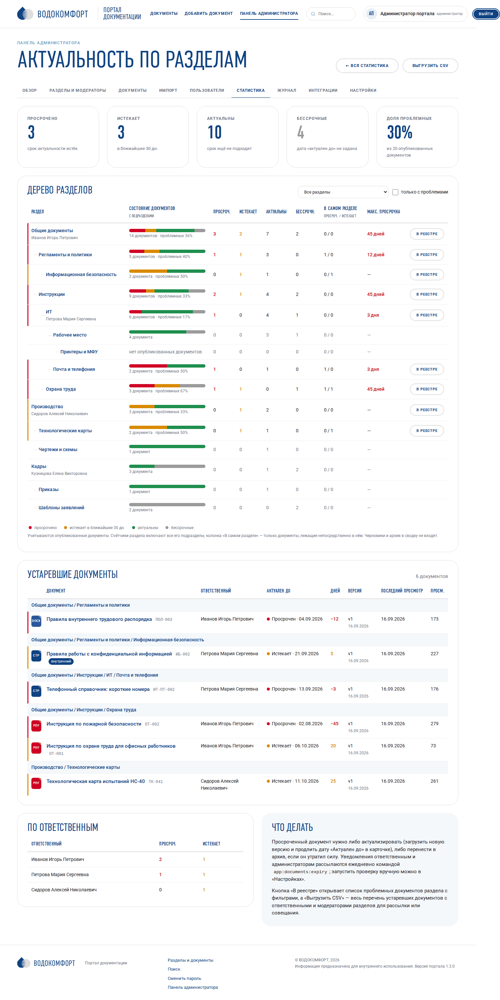 ВОДОКОМФОРТ
ПОРТАЛ
ДОКУМЕНТАЦИИ
ДОКУМЕНТЫ ДОБАВИТЬ ДОКУМЕНТ ПАНЕЛЬ АДМИНИСТРАТОРА Поиск... АП Администратор портала администратор ВЫЙТИ
ПАНЕЛЬ АДМИНИСТРАТОРА
АКТУАЛЬНОСТЬ ПО РАЗДЕЛАМ
← ВСЯ СТАТИСТИКА ВЫГРУЗИТЬ CSV
ОБЗОР РАЗДЕЛЫ И МОДЕРАТОРЫ ДОКУМЕНТЫ ИМПОРТ ПОЛЬЗОВАТЕЛИ СТАТИСТИКА ЖУРНАЛ ИНТЕГРАЦИИ НАСТРОЙКИ
ПРОСРОЧЕНО
3
срок актуальности истёк
ИСТЕКАЕТ
3
в ближайшие 30 дн.
АКТУАЛЬНЫ
10
срок ещё не подходит
БЕССРОЧНЫЕ
4
дата «актуален до» не задана
ДОЛЯ ПРОБЛЕМНЫХ
30%
из 20 опубликованных
документов
ДЕРЕВО РАЗДЕЛОВ
Все разделы только с проблемами
РАЗДЕЛ СОСТОЯНИЕ ДОКУМЕНТОВ С ПОДРАЗДЕЛАМИ ПРОСРОЧ. ИСТЕКАЕТ АКТУАЛЬНЫ БЕССРОЧН. В САМОМ РАЗДЕЛЕ ПРОСРОЧ. / ИСТЕКАЕТ МАКС. ПРОСРОЧКА
Общие документы
Иванов Игорь Петрович
14 документов · проблемных 36%
3 2 7 2 0 / 0 45 дней В РЕЕСТРЕ
— Регламенты и политики
5 документов · проблемных 40%
1 1 3 0 1 / 0 12 дней В РЕЕСТРЕ
— Информационная безопасность
2 документа · проблемных 50%
0 1 1 0 0 / 1 — В РЕЕСТРЕ
— Инструкции
9 документов · проблемных 33%
2 1 4 2 0 / 0 45 дней В РЕЕСТРЕ
— ИТ
Петрова Мария Сергеевна
6 документов · проблемных 17%
1 0 4 1 0 / 0 3 дня В РЕЕСТРЕ
— Рабочее место
4 документа
0 0 3 1 0 / 0 —
— Принтеры и МФУ
нет опубликованных документов
0 0 0 0 0 / 0 —
— Почта и телефония
2 документа · проблемных 50%
1 0 1 0 1 / 0 3 дня В РЕЕСТРЕ
— Охрана труда
3 документа · проблемных 67%
1 1 0 1 1 / 1 45 дней В РЕЕСТРЕ
Производство
Сидоров Алексей Николаевич
3 документа · проблемных 33%
0 1 2 0 0 / 0 — В РЕЕСТРЕ
— Технологические карты
2 документа · проблемных 50%
0 1 1 0 0 / 1 — В РЕЕСТРЕ
— Чертежи и схемы
1 документ
0 0 1 0 0 / 0 —
Кадры
Кузнецова Елена Викторовна
3 документа
0 0 1 2 0 / 0 —
— Приказы
1 документ
0 0 1 0 0 / 0 —
— Шаблоны заявлений
2 документа
0 0 0 2 0 / 0 —
просрочено истекает в ближайшие 30 дн. актуальны бессрочные
Учитываются опубликованные документы. Счётчики раздела включают все его подразделы; колонка «В самом разделе» — только документы, лежащие непосредственно в нём. Черновики и архив в сводку не входят.
УСТАРЕВШИЕ ДОКУМЕНТЫ
6 документов
ДОКУМЕНТ ОТВЕТСТВЕННЫЙ АКТУАЛЕН ДО ДНЕЙ ВЕРСИЯ ПОСЛЕДНИЙ ПРОСМОТР ПРОСМ.
Общие документы / Регламенты и политики
DOCX Правила внутреннего трудового распорядка ПОЛ-003 Иванов Игорь Петрович Просрочен · 04.09.2026 −12 v1 16.09.2026 173
16.09.2026
Общие документы / Регламенты и политики / Информационная безопасность
СТР Правила работы с конфиденциальной информацией ИБ-002 Петрова Мария Сергеевна Истекает · 21.09.2026 5 v1 16.09.2026 227
внутренний 16.09.2026
Общие документы / Инструкции / ИТ / Почта и телефония
СТР Телефонный справочник: короткие номера ИТ-ПТ-002 Петрова Мария Сергеевна Просрочен · 13.09.2026 −3 v1 16.09.2026 176
16.09.2026
Общие документы / Инструкции / Охрана труда
PDF Инструкция по пожарной безопасности ОТ-002 Иванов Игорь Петрович Просрочен · 02.08.2026 −45 v1 16.09.2026 279
16.09.2026
PDF Инструкция по охране труда для офисных работников Иванов Игорь Петрович Истекает · 06.10.2026 20 v1 16.09.2026 73
ОТ-001 16.09.2026
Производство / Технологические карты
PDF Технологическая карта испытаний НС-40 ТК-041 Сидоров Алексей Истекает · 11.10.2026 25 v1 16.09.2026 261
Николаевич 16.09.2026
ПО ОТВЕТСТВЕННЫМ
ОТВЕТСТВЕННЫЙ ПРОСРОЧ. ИСТЕКАЕТ
Иванов Игорь Петрович 2 1
Петрова Мария Сергеевна 1 1
Сидоров Алексей Николаевич 0 1
ЧТО ДЕЛАТЬ
Просроченный документ нужно либо актуализировать (загрузить новую
версию и продлить дату «Актуален до» в карточке), либо перенести в
архив, если он утратил силу. Уведомления ответственным и
администраторам рассылаются ежедневно командой
app:documents:expiry ; запустить проверку вручную можно в
«Настройках».
Кнопка «В реестре» открывает список проблемных документов раздела с
фильтрами, а «Выгрузить CSV» — весь перечень устаревших документов с
ответственными и модераторами разделов для рассылки или
совещания.
ВОДОКОМФОРТ Портал документации
Разделы и документы
Поиск
Сменить пароль
Панель администратора
© ВОДОКОМФОРТ, 2026
Информация предназначена для внутреннего использования. Версия портала 1.3.0